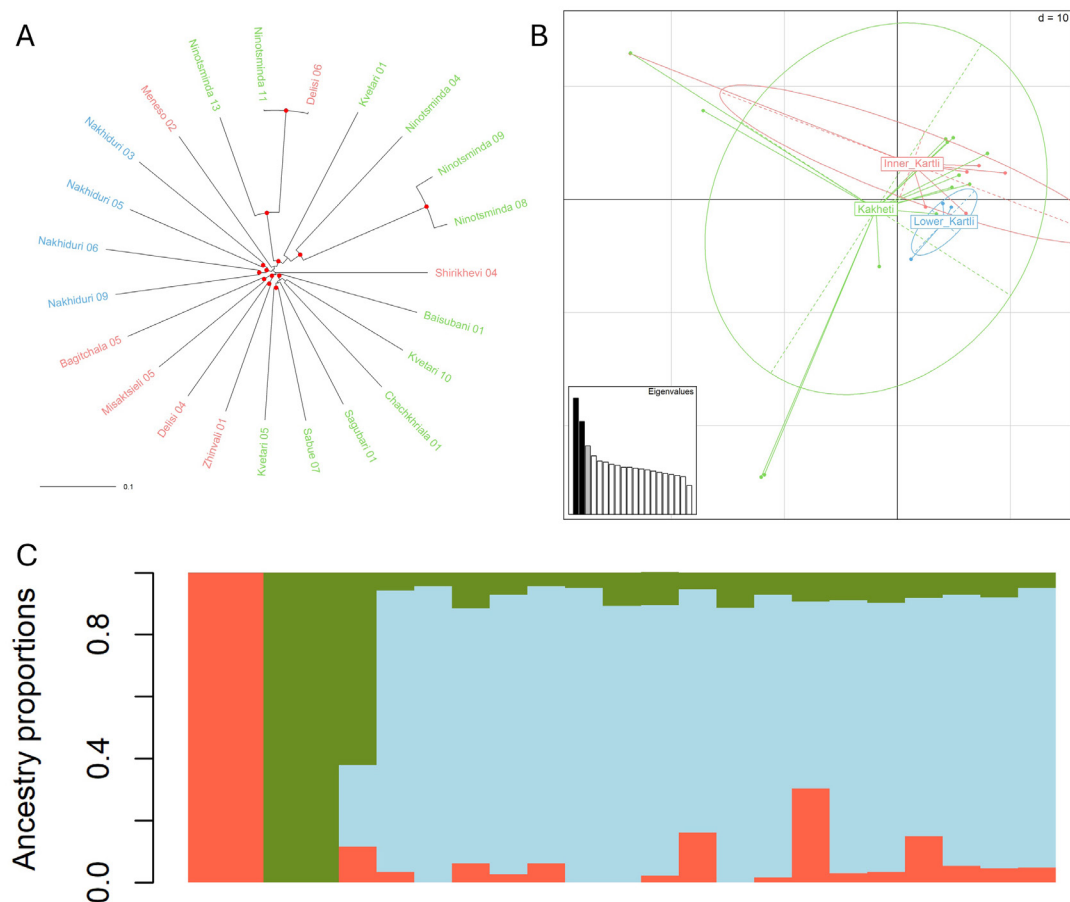 A
Ninotsminda 13
Ninotsminda 11
Delisi 06
Kvetari 01
Ninotsminda 04
Meneso 02
Ninotsminda 09
Nakhiduri 03
Ninotsminda 08
Nakhiduri 05
Nakhiduri 06
Shirikhevi 04
Nakhiduri 09
Baisubani 01
Bagitchala 05
Kvetari 10
Misaktsieli 05
Chachkhriala 01
Delisi 04
Sagubari 01
Zhinvali 01
Kvetari 05
Sabue 07
0.1
B
d = 10
Inner_Kartli
Kakheti
Lower_Kartli
Eigenvalues
C
Ancestry proportions
0.8
0.4
0.0